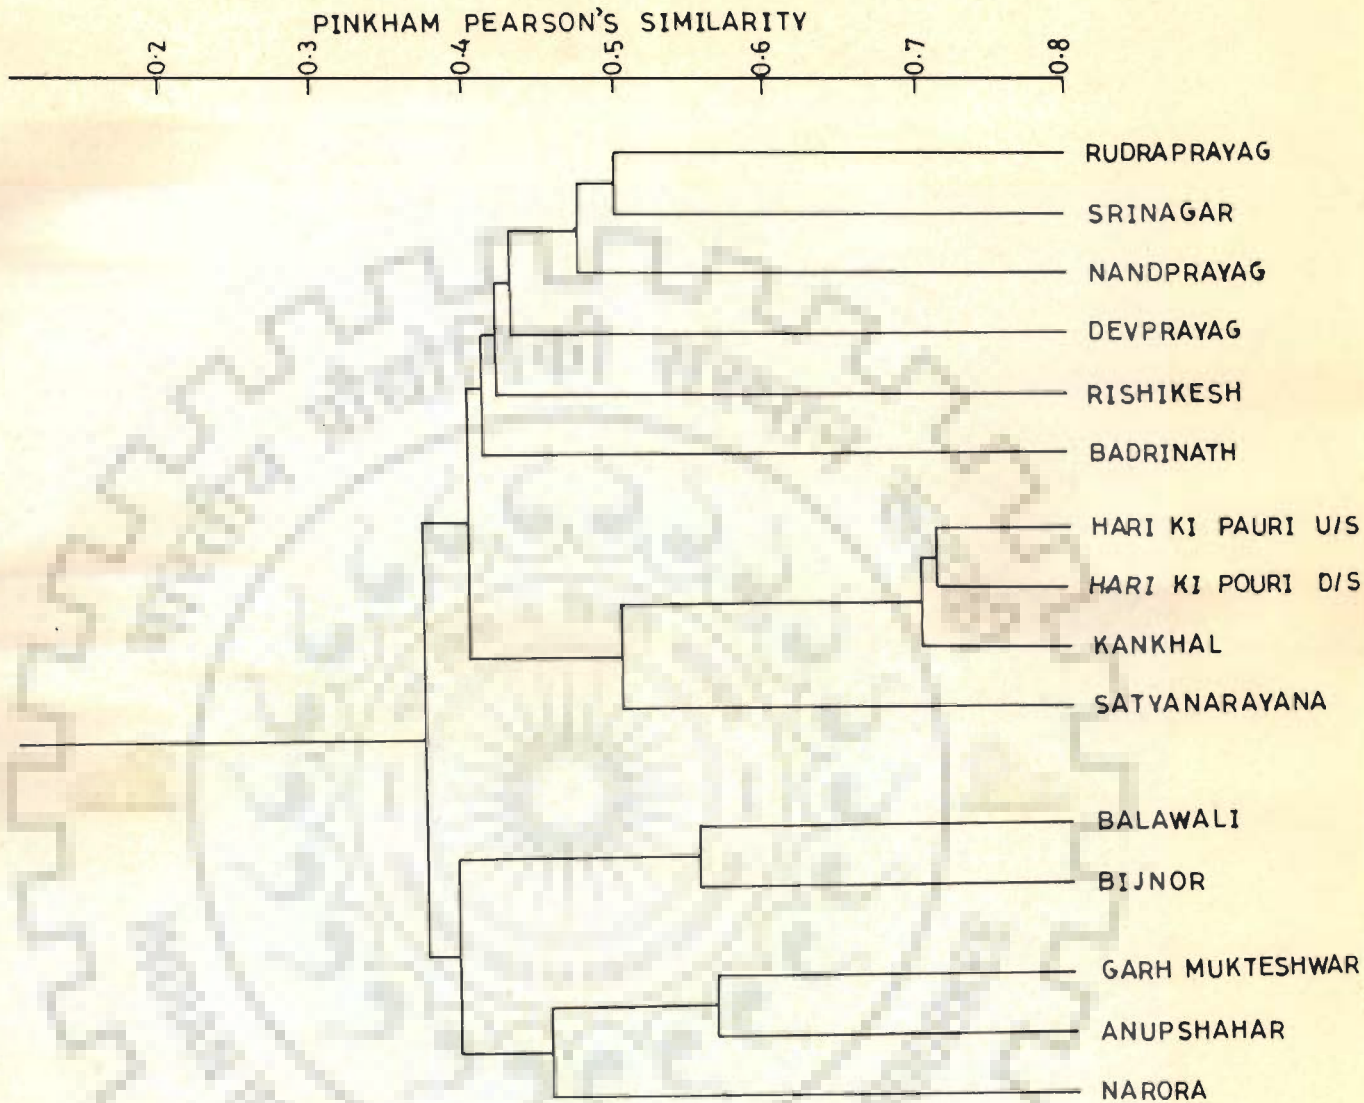 PINKHAM PEARSON'S SIMILARITY
0.2 0.3 0.4 0.5 0.6 0.7 0.8
RUDRAPRAYAG
SRINAGAR
NANDPRAYAG
DEVPRAYAG
RISHIKESH
BADRINATH
HARI KI PAURI U/S
HARI KI POURI D/S
KANKHAL
SATYANARAYANA
BALAWALI
BIJNOR
GARH MUKTESHWAR
ANUPSHAHAR
NARORA